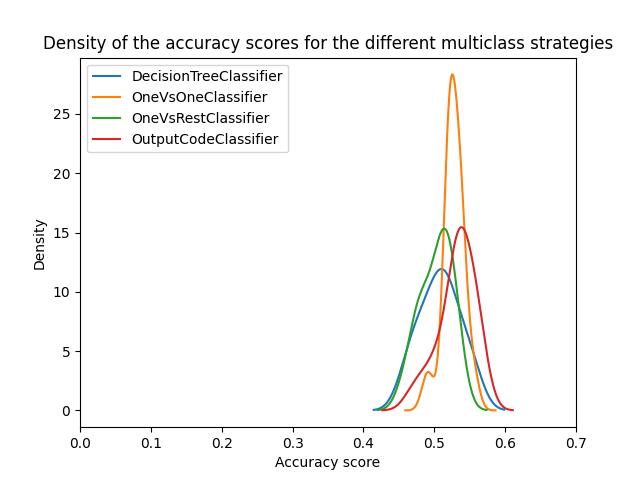 Density of the accuracy scores for the different multiclass strategies
DecisionTreeClassifier
OneVsOneClassifier
OneVsRestClassifier
OutputCodeClassifier
25
20
15
10
5
0
Density
0.0 0.1 0.2 0.3 0.4 0.5 0.6 0.7
Accuracy score